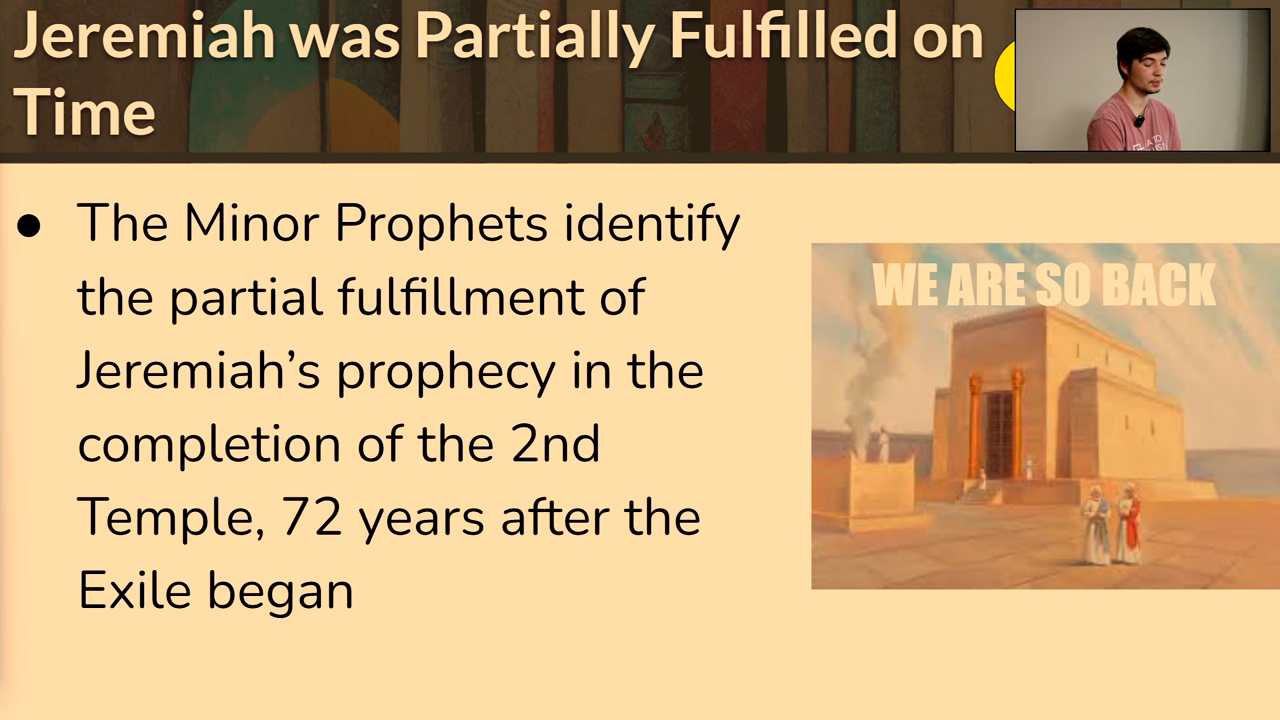 Jeremiah was Partially Fulfilled on
Time
● The Minor Prophets identify
the partial fulfillment of
Jeremiah’s prophecy in the
completion of the 2nd
Temple, 72 years after the
Exile began
WE ARE SO BACK